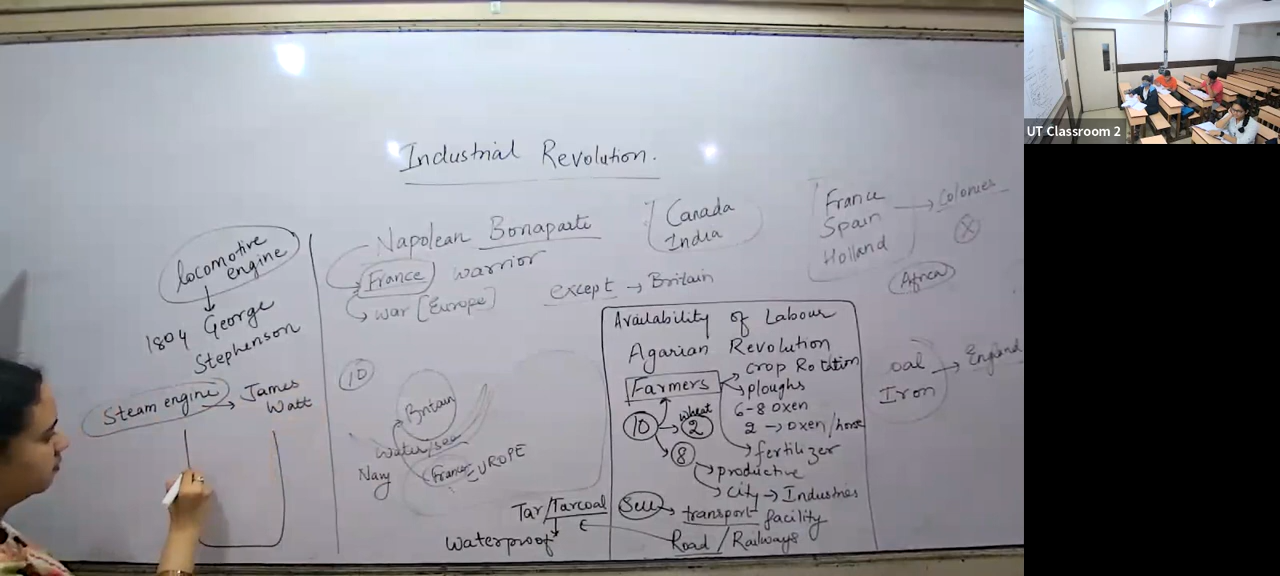 Industrial Revolution.
locomotive
engine
1804 George
Stephenson
Steam engine → James
Watt
Napolean Bonaparte
France warrior
war [Europe]
except → Britain
Canada
India
France
Spain
Holland
Colonies
X
Africa
oal
Iron
England
10
Britain
water/sea
Navy
France
EUROPE
Tar/Tarcoal
waterproof
Availability of Labour
Agarian Revolution
Farmers
crop Rotation
ploughs
6-8 oxen
2 → oxen/horse
fertilizer
10
wheat
2
8
productive
city → Industries
Sell
transport facility
Road / Railways
UT Classroom 2